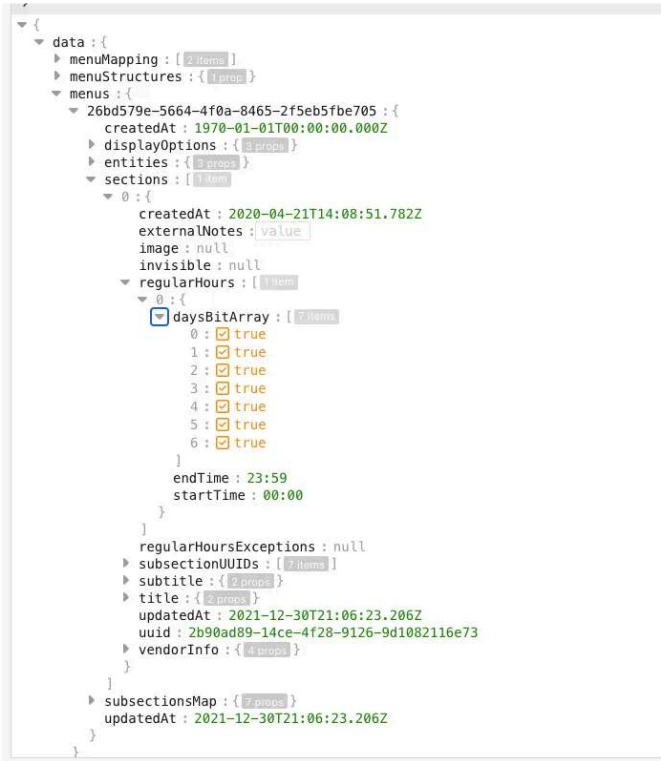 {
data : {
menuMapping : [ 2 items ]
menuStructures : { 1 prop }
menus : {
26bd579e-5664-4f0a-8465-2f5eb5fbe705 : {
createdAt : 1970-01-01T00:00:00.000Z
displayOptions : { 3 props }
entities : { 3 props }
sections : [ 1 item
0 : {
createdAt : 2020-04-21T14:08:51.782Z
externalNotes : value
image : null
invisible : null
regularHours : [ 1 item
0 : {
daysBitArray : [ 7 items
0 : true
1 : true
2 : true
3 : true
4 : true
5 : true
6 : true
]
endTime : 23:59
startTime : 00:00
}
]
regularHoursExceptions : null
subsectionUUIDs : [ 7 items ]
subtitle : { 2 props }
title : { 2 props }
updatedAt : 2021-12-30T21:06:23.206Z
uuid : 2b90ad89-14ce-4f28-9126-9d1082116e73
vendorInfo : { 4 props }
}
]
subsectionsMap : { 7 props }
updatedAt : 2021-12-30T21:06:23.206Z
}
}